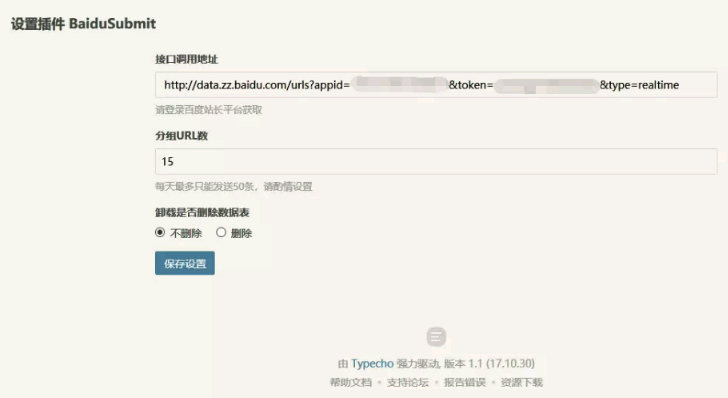 设置插件 BaiduSubmit
接口调用地址
http://data.zz.baidu.com/urls?appid= &token= &type=realtime
请登录百度站长平台获取
分组URL数
15
每天最多只能发送50条，请酌情设置
卸载是否删除数据表
不删除 删除
保存设置
由 Typecho 强力驱动, 版本 1.1 (17.10.30)
帮助文档 • 支持论坛 • 报告错误 • 资源下载